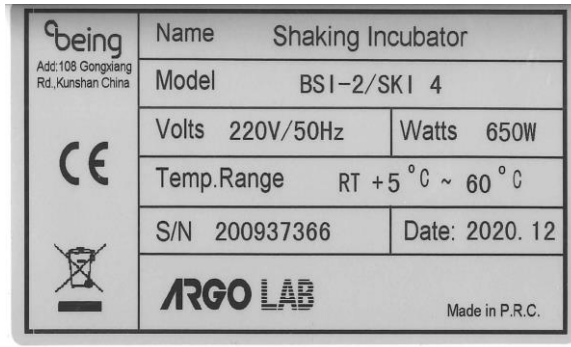 being
Add:108 Gongxiang
Rd.,Kunshan China
CE
Name Shaking Incubator
Model BSI-2/SKI 4
Volts 220V/50Hz Watts 650W
Temp.Range RT +5°C ~ 60°C
S/N 200937366 Date: 2020.12
ARGO LAB
Made in P.R.C.